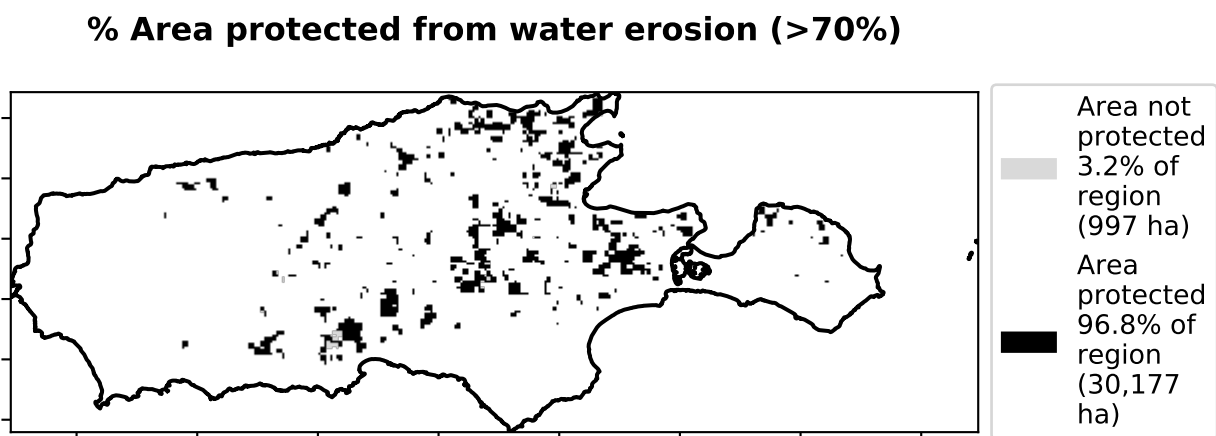 % Area protected from water erosion (>70%)
Area not
protected
3.2% of
region
(997 ha)
Area
protected
96.8% of
region
(30,177
ha)